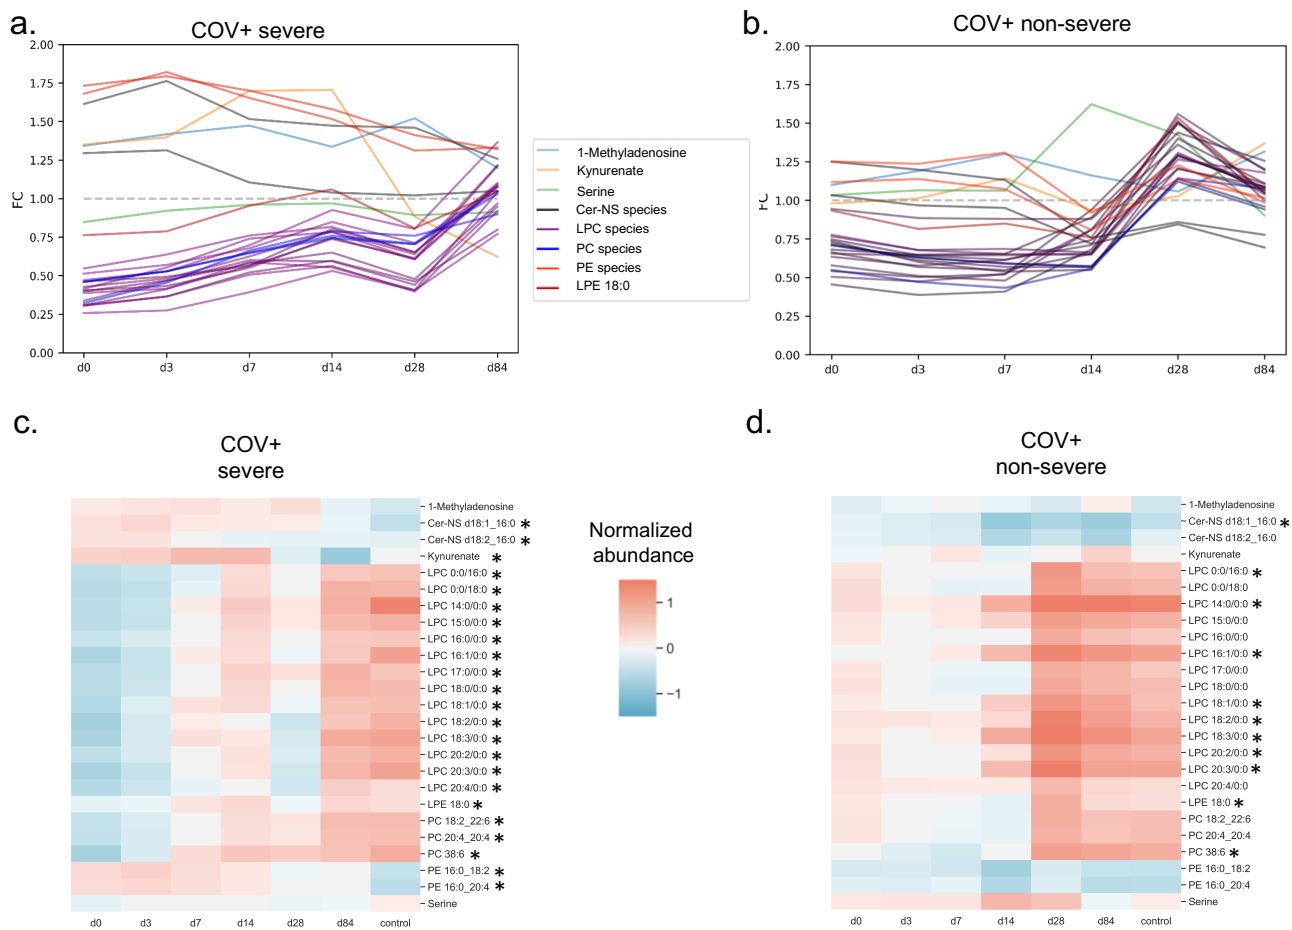 a.
COV+ severe
2.00
1.75
1.50
1.25
1.00
0.75
0.50
0.25
0.00
FC
d0 d3 d7 d14 d28 d84
1-Methyladenosine
Kynurenate
Serine
Cer-NS species
LPC species
PC species
PE species
LPE 18:0
b.
COV+ non-severe
2.00
1.75
1.50
1.25
1.00
0.75
0.50
0.25
0.00
FC
d0 d3 d7 d14 d28 d84
c.
COV+
severe
1-Methyladenosine
Cer-NS d18:1_16:0 *
Cer-NS d18:2_16:0 *
Kynurenate *
LPC 0:0/16:0 *
LPC 0:0/18:0 *
LPC 14:0/0:0 *
LPC 15:0/0:0 *
LPC 16:0/0:0 *
LPC 16:1/0:0 *
LPC 17:0/0:0 *
LPC 18:0/0:0 *
LPC 18:1/0:0 *
LPC 18:2/0:0 *
LPC 18:3/0:0 *
LPC 20:2/0:0 *
LPC 20:3/0:0 *
LPC 20:4/0:0 *
LPE 18:0 *
PC 18:2_22:6 *
PC 20:4_20:4 *
PC 38:6 *
PE 16:0_18:2 *
PE 16:0_20:4 *
Serine
d0 d3 d7 d14 d28 d84 control
Normalized
abundance
1
0
−1
d.
COV+
non-severe
1-Methyladenosine
Cer-NS d18:1_16:0 *
Cer-NS d18:2_16:0
Kynurenate
LPC 0:0/16:0 *
LPC 0:0/18:0
LPC 14:0/0:0 *
LPC 15:0/0:0
LPC 16:0/0:0
LPC 16:1/0:0 *
LPC 17:0/0:0
LPC 18:0/0:0
LPC 18:1/0:0 *
LPC 18:2/0:0 *
LPC 18:3/0:0 *
LPC 20:2/0:0 *
LPC 20:3/0:0 *
LPC 20:4/0:0
LPE 18:0 *
PC 18:2_22:6
PC 20:4_20:4
PC 38:6 *
PE 16:0_18:2
PE 16:0_20:4
Serine
d0 d3 d7 d14 d28 d84 control